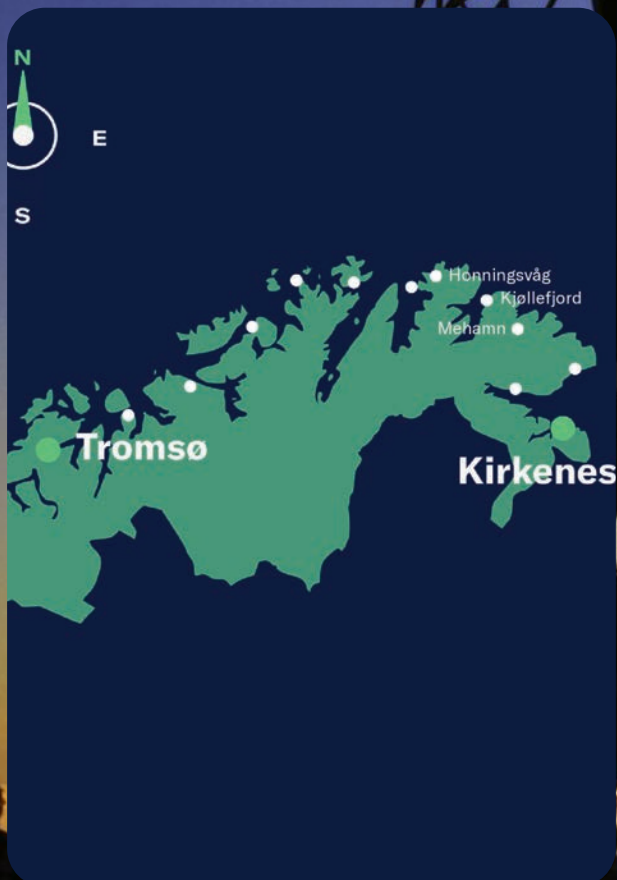 N
E
S
Honningsvåg
Kjøllefjord
Mehamn
Tromsø
Kirkenes